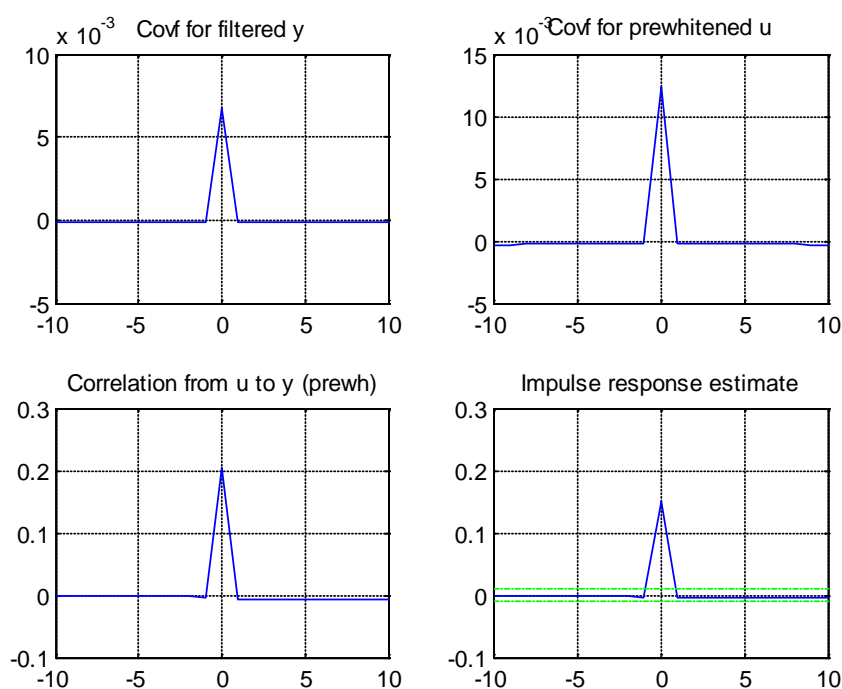 x 10-3 Covf for filtered y
10
5
0
-5
-10 -5 0 5 10
x 10-3 Covf for prewhitened u
15
10
5
0
-5
-10 -5 0 5 10
Correlation from u to y (prewh)
0.3
0.2
0.1
0
-0.1
-10 -5 0 5 10
Impulse response estimate
0.3
0.2
0.1
0
-0.1
-10 -5 0 5 10